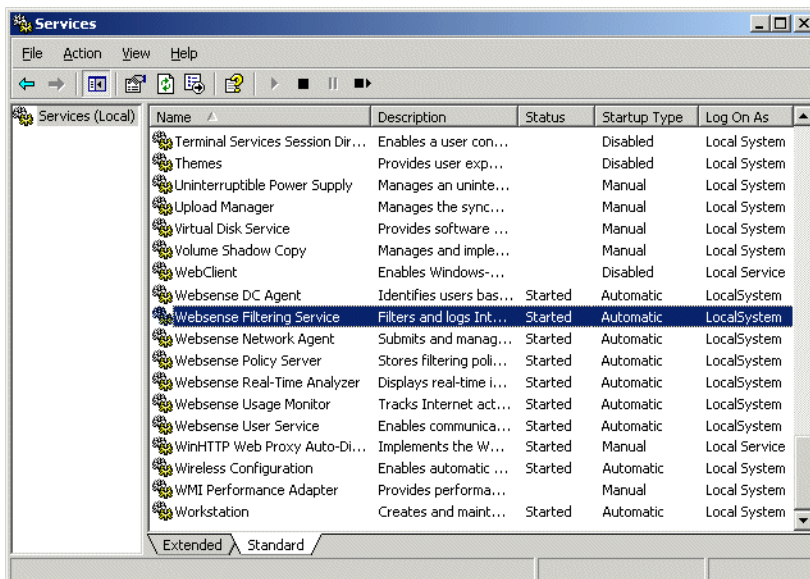 Services
File Action View Help
Services (Local)
Name Description Status Startup Type Log On As
Terminal Services Session Dir... Enables a user con... Disabled Local System
Themes Provides user exp... Disabled Local System
Uninterruptible Power Supply Manages an uninte... Manual Local System
Upload Manager Manages the sync... Manual Local System
Virtual Disk Service Provides software ... Manual Local System
Volume Shadow Copy Manages and imple... Manual Local System
WebClient Enables Windows-... Disabled Local Service
Websense DC Agent Identifies users bas... Started Automatic LocalSystem
Websense Filtering Service Filters and logs Int... Started Automatic LocalSystem
Websense Network Agent Submits and manag... Started Automatic LocalSystem
Websense Policy Server Stores filtering poli... Started Automatic LocalSystem
Websense Real-Time Analyzer Displays real-time i... Started Automatic LocalSystem
Websense Usage Monitor Tracks Internet act... Started Automatic LocalSystem
Websense User Service Enables communica... Started Automatic LocalSystem
WinHTTP Web Proxy Auto-Di... Implements the W... Started Manual Local Service
Wireless Configuration Enables automatic ... Started Automatic Local System
WMI Performance Adapter Provides performa... Manual Local System
Workstation Creates and maint... Started Automatic Local System
Extended Standard